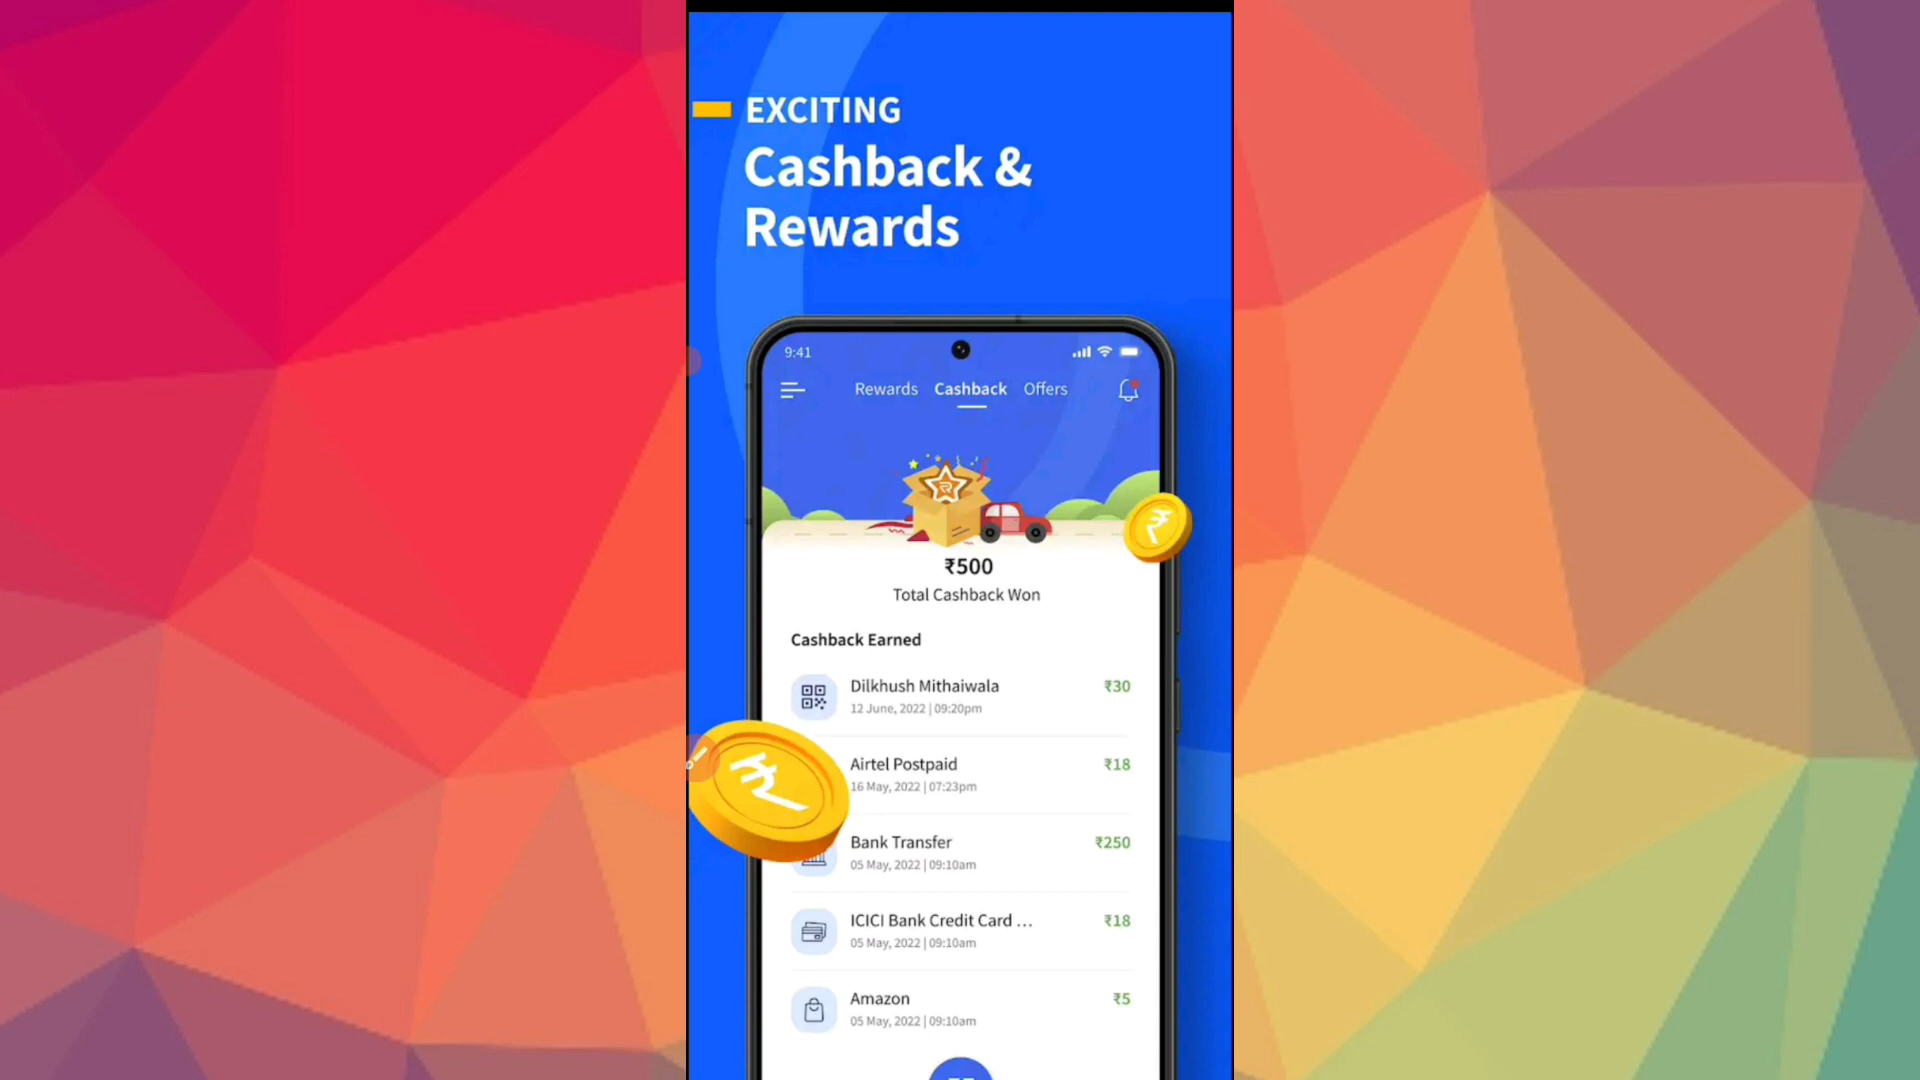 EXCITING
Cashback &
Rewards
9:41
Rewards Cashback Offers
₹500
Total Cashback Won
Cashback Earned
Dilkhush Mithaiwala ₹30
12 June, 2022 | 09:20pm
Airtel Postpaid ₹18
16 May, 2022 | 07:23pm
Bank Transfer ₹250
05 May, 2022 | 09:10am
ICICI Bank Credit Card ... ₹18
05 May, 2022 | 09:10am
Amazon ₹5
05 May, 2022 | 09:10am